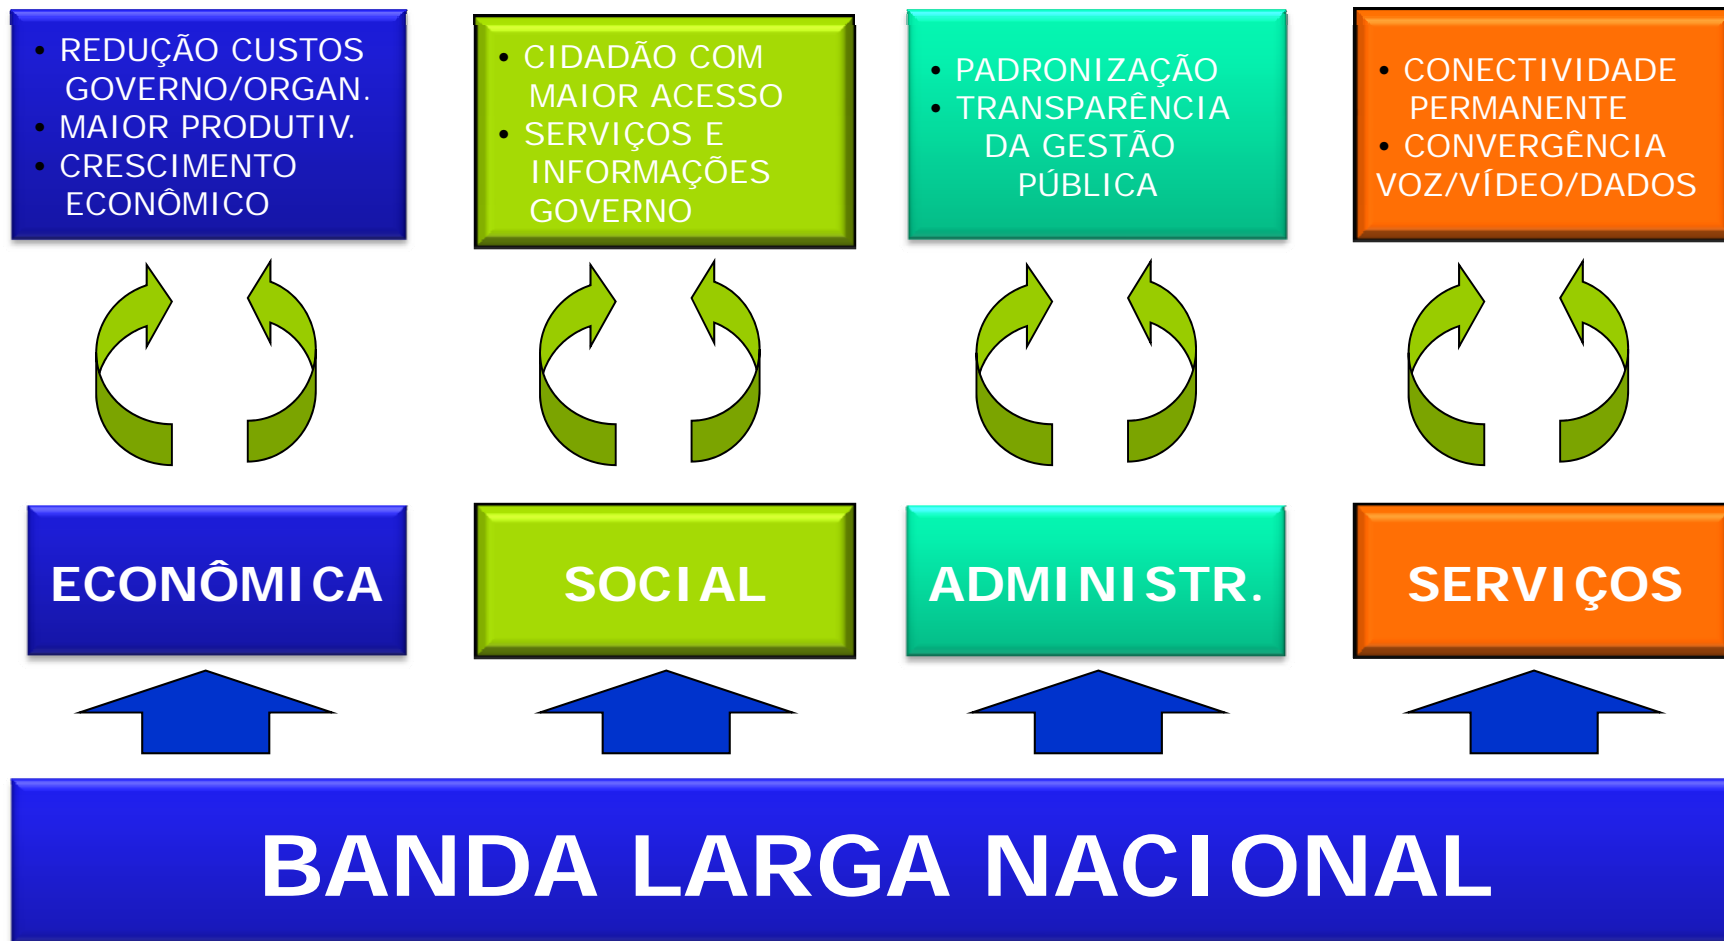 • REDUÇÃO CUSTOS
GOVERNO/ORGAN.
• MAIOR PRODUTIV.
• CRESCIMENTO
ECONÔMICO
• CIDADÃO COM
MAIOR ACESSO
• SERVIÇOS E
INFORMAÇÕES
GOVERNO
• PADRONIZAÇÃO
• TRANSPARÊNCIA
DA GESTÃO
PÚBLICA
• CONECTIVIDADE
PERMANENTE
• CONVERGÊNCIA
VOZ/VÍDEO/DADOS
ECONÔMICA
SOCIAL
ADMINISTR.
SERVIÇOS
BANDA LARGA NACIONAL